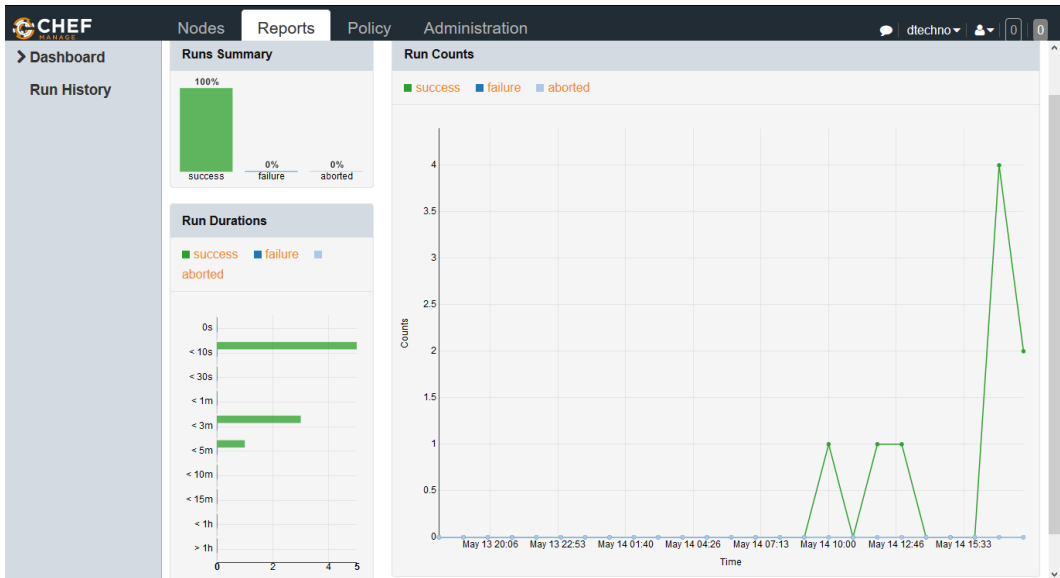 CHEF
MANAGE
Nodes Reports Policy Administration
dtechno 0 0
Dashboard
Run History
Runs Summary
100%
0% 0%
success failure aborted
Run Durations
success failure
aborted
0s
< 10s
< 30s
< 1m
< 3m
< 5m
< 10m
< 15m
< 1h
> 1h
0 2 4 5
Run Counts
success failure aborted
4
3.5
3
2.5
Counts
2
1.5
1
0.5
0
May 13 20:06 May 13 22:53 May 14 01:40 May 14 04:26 May 14 07:13 May 14 10:00 May 14 12:46 May 14 15:33
Time